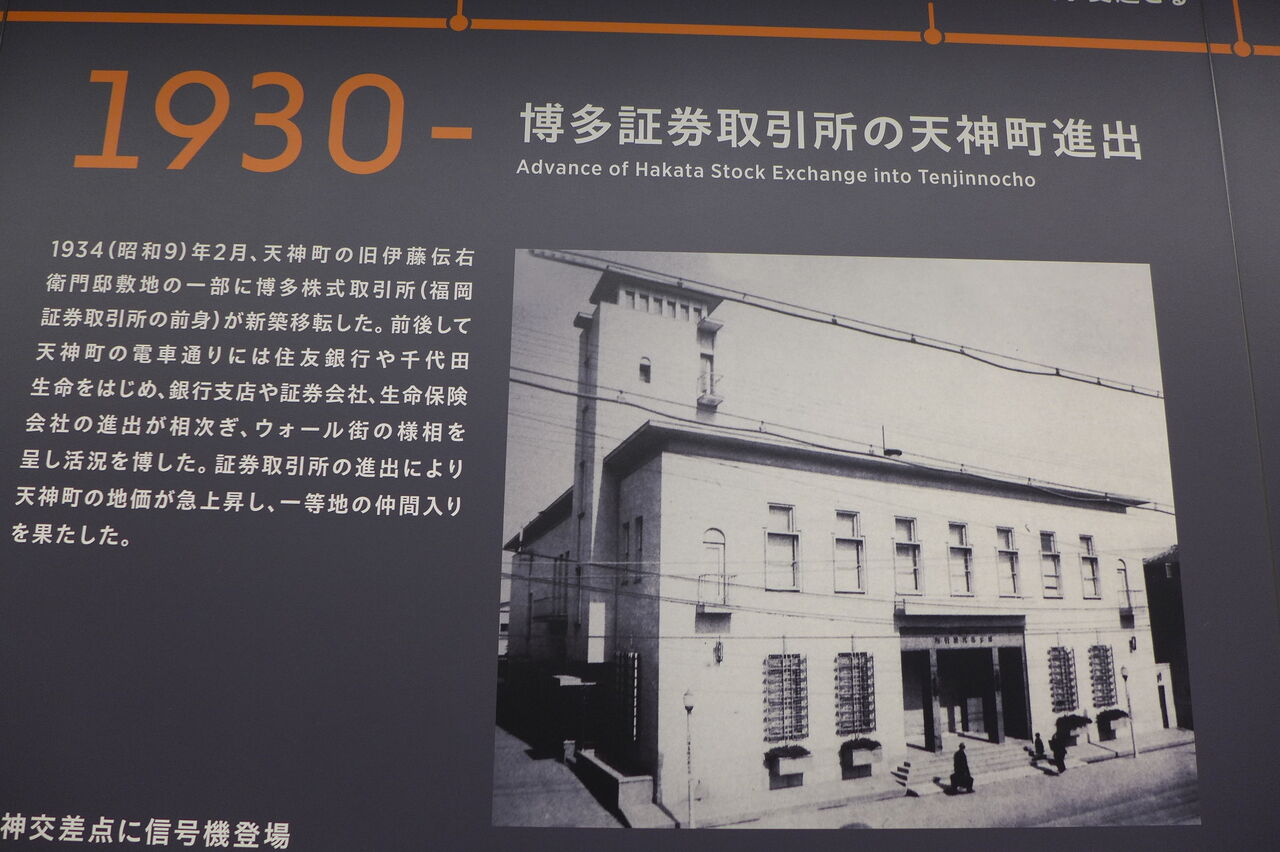 1930-
博多証券取引所の天神町進出
Advance of Hakata Stock Exchange into Tenjinnocho
1934(昭和9)年2月、天神町の旧伊藤伝右
衛門邸敷地の一部に博多株式取引所(福岡
証券取引所の前身)が新築移転した。前後して
天神町の電車通りには住友銀行や千代田
生命をはじめ、銀行支店や証券会社、生命保険
会社の進出が相次ぎ、ウォール街の様相を
呈し活況を博した。証券取引所の進出により
天神町の地価が急上昇し、一等地の仲間入り
を果たした。
神交差点に信号機登場